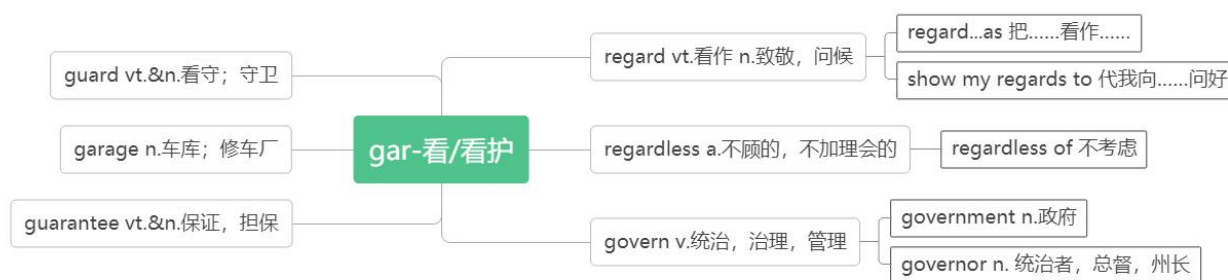 gar-看/看护
guard vt.&n.看守；守卫
garage n.车库；修车厂
guarantee vt.&n.保证，担保
regard vt.看作 n.致敬，问候
regard...as 把……看作……
show my regards to 代我向……问好
regardless a.不顾的，不加理会的
regardless of 不考虑
govern v.统治，治理，管理
government n.政府
governor n. 统治者，总督，州长